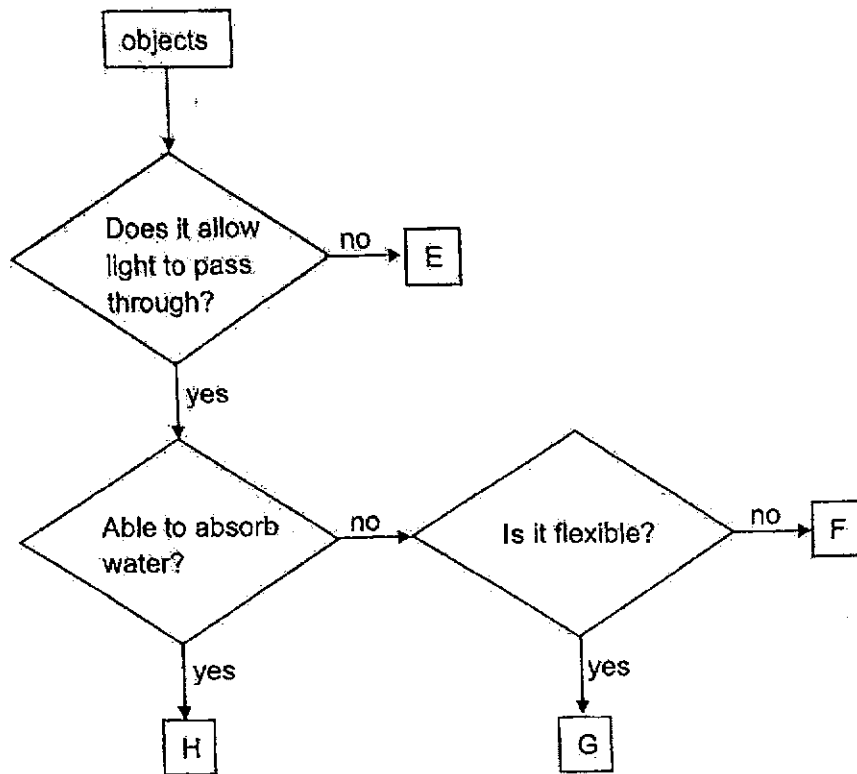 objects
Does it allow
light to pass
through?
no
E
yes
Able to absorb
water?
no
Is it flexible?
no
F
yes
H
yes
G